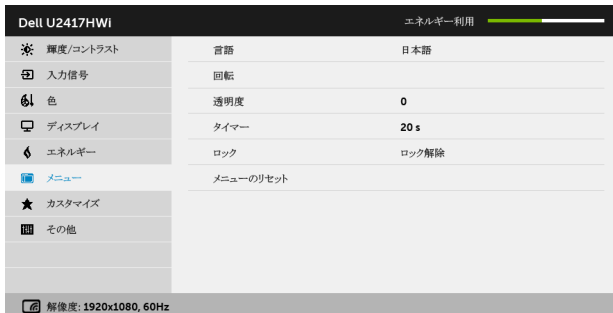 Dell U2417HWi
エネルギー利用
輝度/コントラスト
言語 日本語
入力信号
回転
色
透明度 0
ディスプレイ
タイマー 20 s
エネルギー
ロック ロック解除
メニュー
メニューのリセット
カスタマイズ
その他
解像度: 1920x1080, 60Hz